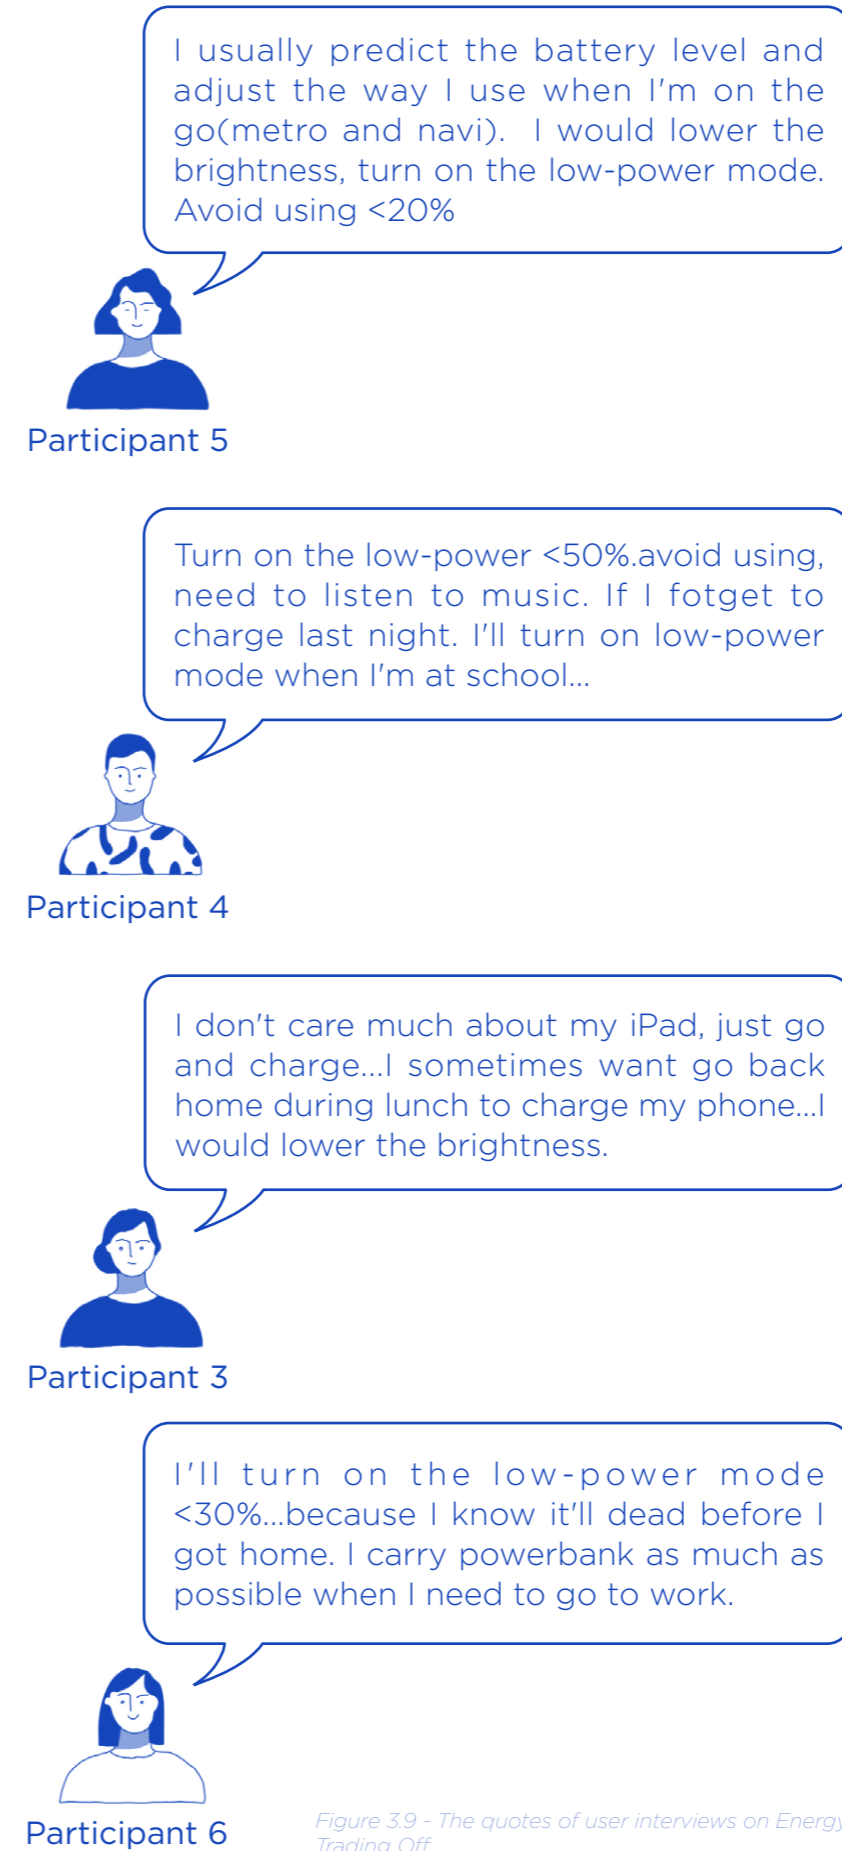 I usually predict the battery level and
adjust the way I use when I'm on the
go(metro and navi). I would lower the
brightness, turn on the low-power mode.
Avoid using <20%
Participant 5
Turn on the low-power <50%.avoid using,
need to listen to music. If I fotget to
charge last night. I'll turn on low-power
mode when I'm at school...
Participant 4
I don't care much about my iPad, just go
and charge...I sometimes want go back
home during lunch to charge my phone...I
would lower the brightness.
Participant 3
I'll turn on the low-power mode
<30%...because I know it'll dead before I
got home. I carry powerbank as much as
possible when I need to go to work.
Participant 6
Figure 3.9 - The quotes of user interviews on Energy
Trading Off